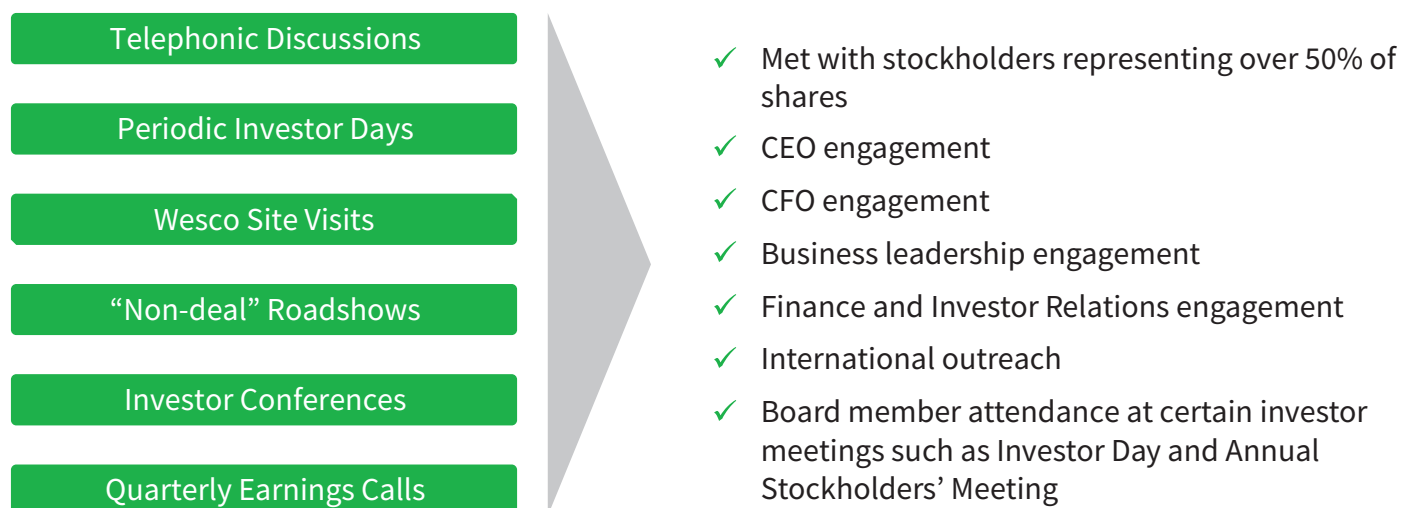 Telephonic Discussions
Periodic Investor Days
Wesco Site Visits
“Non-deal” Roadshows
Investor Conferences
Quarterly Earnings Calls
✓ Met with stockholders representing over 50% of
shares
✓ CEO engagement
✓ CFO engagement
✓ Business leadership engagement
✓ Finance and Investor Relations engagement
✓ International outreach
✓ Board member attendance at certain investor
meetings such as Investor Day and Annual
Stockholders’ Meeting